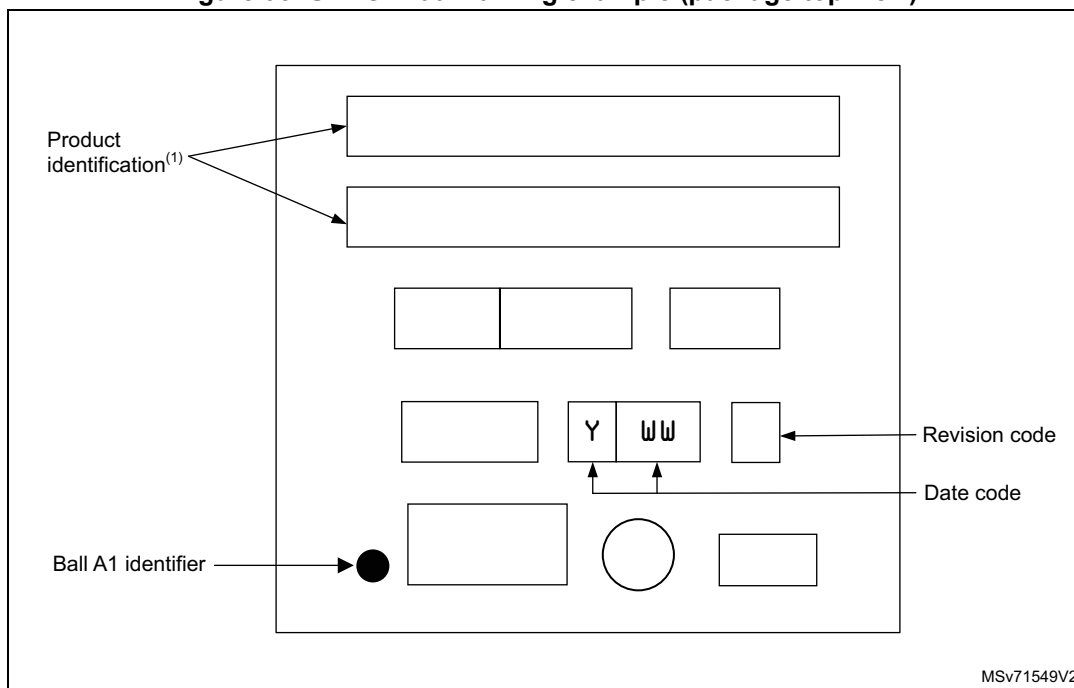 Product
identification(1)
Y WW
Revision code
Date code
Ball A1 identifier
MSv71549V2